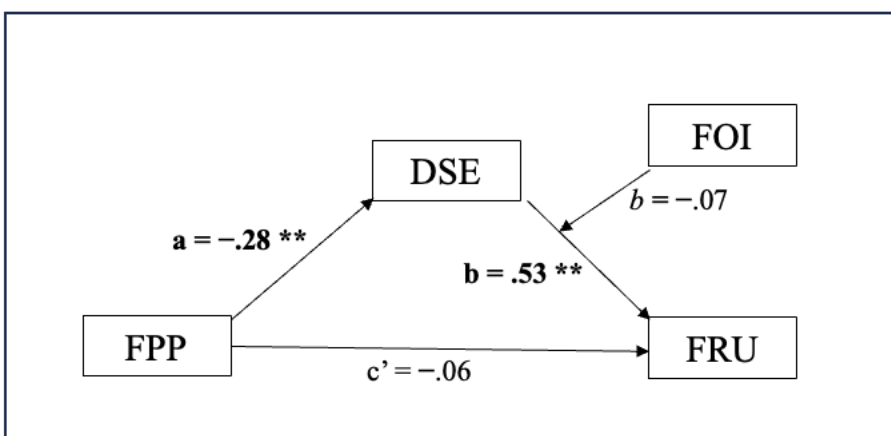 FOI
DSE
b = −.07
a = −.28 **
b = .53 **
FPP
FRU
c’ = −.06